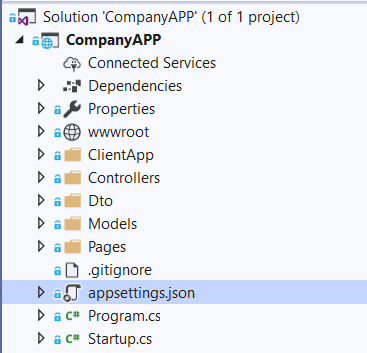 Solution 'CompanyAPP' (1 of 1 project)
CompanyAPP
Connected Services
Dependencies
Properties
wwwroot
ClientApp
Controllers
Dto
Models
Pages
.gitignore
appsettings.json
C# Program.cs
C# Startup.cs